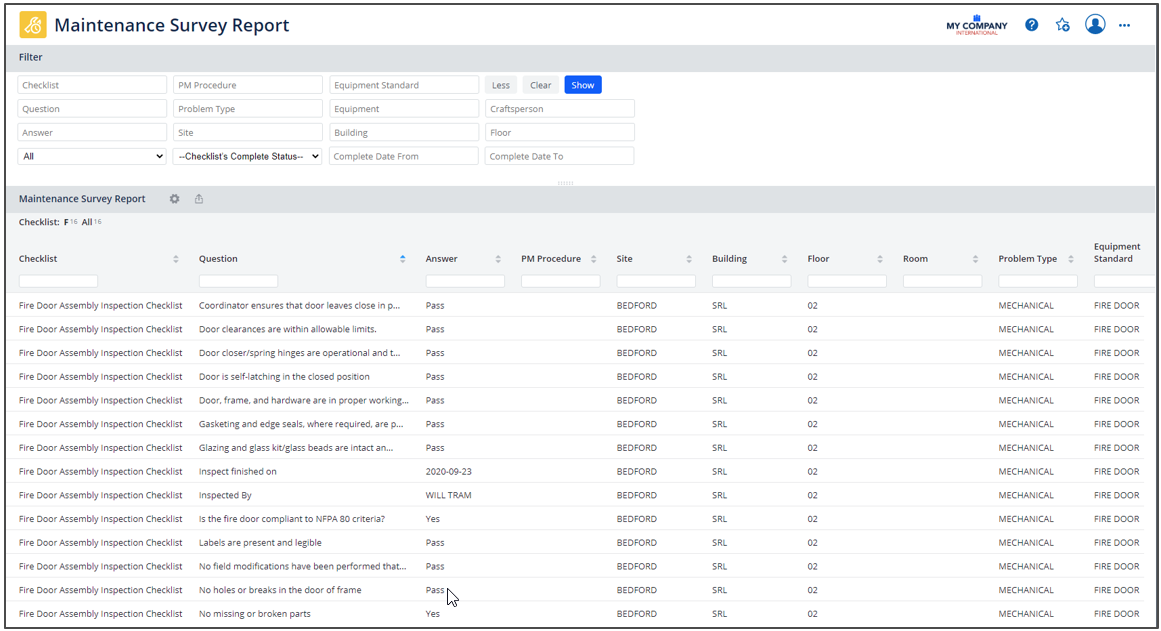 Maintenance Survey Report
MY COMPANY
INTERNATIONAL
Filter
Checklist PM Procedure Equipment Standard Less Clear Show
Question Problem Type Equipment Craftsperson
Answer Site Building Floor
All --Checklist's Complete Status-- Complete Date From Complete Date To
Maintenance Survey Report
Checklist: F 16 All 16
Checklist Question Answer PM Procedure Site Building Floor Room Problem Type Equipment
Standard
Fire Door Assembly Inspection Checklist Coordinator ensures that door leaves close in p... Pass BEDFORD SRL 02 MECHANICAL FIRE DOOR
Fire Door Assembly Inspection Checklist Door clearances are within allowable limits. Pass BEDFORD SRL 02 MECHANICAL FIRE DOOR
Fire Door Assembly Inspection Checklist Door closer/spring hinges are operational and t... Pass BEDFORD SRL 02 MECHANICAL FIRE DOOR
Fire Door Assembly Inspection Checklist Door is self-latching in the closed position Pass BEDFORD SRL 02 MECHANICAL FIRE DOOR
Fire Door Assembly Inspection Checklist Door, frame, and hardware are in proper working... Pass BEDFORD SRL 02 MECHANICAL FIRE DOOR
Fire Door Assembly Inspection Checklist Gasketing and edge seals, where required, are p... Pass BEDFORD SRL 02 MECHANICAL FIRE DOOR
Fire Door Assembly Inspection Checklist Glazing and glass kit/glass beads are intact an... Pass BEDFORD SRL 02 MECHANICAL FIRE DOOR
Fire Door Assembly Inspection Checklist Inspect finished on 2020-09-23 BEDFORD SRL 02 MECHANICAL FIRE DOOR
Fire Door Assembly Inspection Checklist Inspected By WILL TRAM BEDFORD SRL 02 MECHANICAL FIRE DOOR
Fire Door Assembly Inspection Checklist Is the fire door compliant to NFPA 80 criteria? Yes BEDFORD SRL 02 MECHANICAL FIRE DOOR
Fire Door Assembly Inspection Checklist Labels are present and legible Pass BEDFORD SRL 02 MECHANICAL FIRE DOOR
Fire Door Assembly Inspection Checklist No field modifications have been performed that... Pass BEDFORD SRL 02 MECHANICAL FIRE DOOR
Fire Door Assembly Inspection Checklist No holes or breaks in the door of frame Pass BEDFORD SRL 02 MECHANICAL FIRE DOOR
Fire Door Assembly Inspection Checklist No missing or broken parts Yes BEDFORD SRL 02 MECHANICAL FIRE DOOR